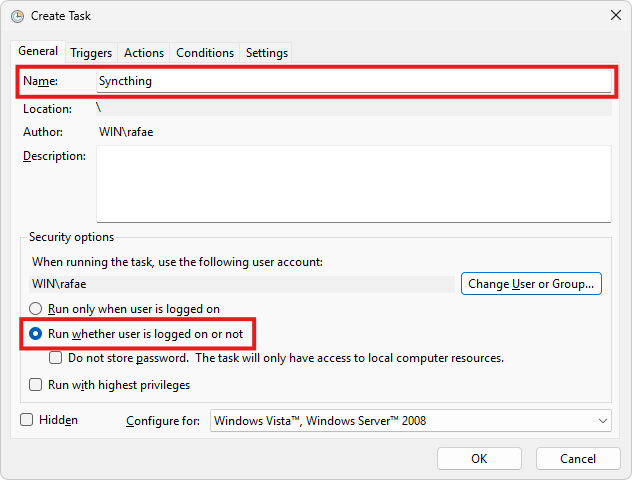 Create Task
General Triggers Actions Conditions Settings
Name: Syncthing
Location: \
Author: WIN\rafae
Description:
Security options
When running the task, use the following user account:
WIN\rafae Change User or Group...
Run only when user is logged on
Run whether user is logged on or not
Do not store password. The task will only have access to local computer resources.
Run with highest privileges
Hidden Configure for: Windows Vista™, Windows Server™ 2008
OK Cancel